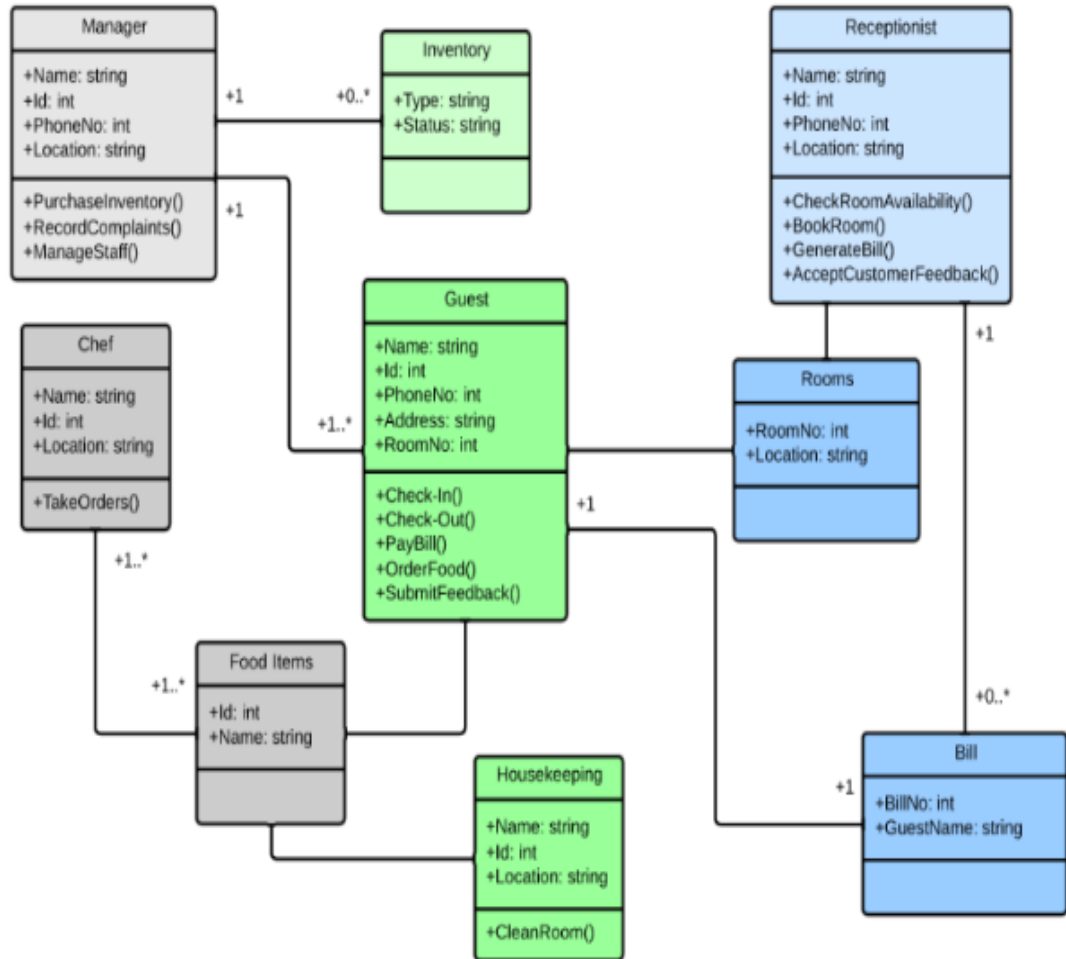 Manager
+Name: string
+Id: int
+PhoneNo: int
+Location: string
+PurchaseInventory()
+RecordComplaints()
+ManageStaff()
+1
+0..*
+1
Inventory
+Type: string
+Status: string
Receptionist
+Name: string
+Id: int
+PhoneNo: int
+Location: string
+CheckRoomAvailability()
+BookRoom()
+GenerateBill()
+AcceptCustomerFeedback()
+1
Chef
+Name: string
+Id: int
+Location: string
+TakeOrders()
+1..*
+1..*
Guest
+Name: string
+Id: int
+PhoneNo: int
+Address: string
+RoomNo: int
+Check-In()
+Check-Out()
+PayBill()
+OrderFood()
+SubmitFeedback()
+1
Rooms
+RoomNo: int
+Location: string
+1..*
Food Items
+Id: int
+Name: string
Housekeeping
+Name: string
+Id: int
+Location: string
+CleanRoom()
+0..*
+1
Bill
+BillNo: int
+GuestName: string